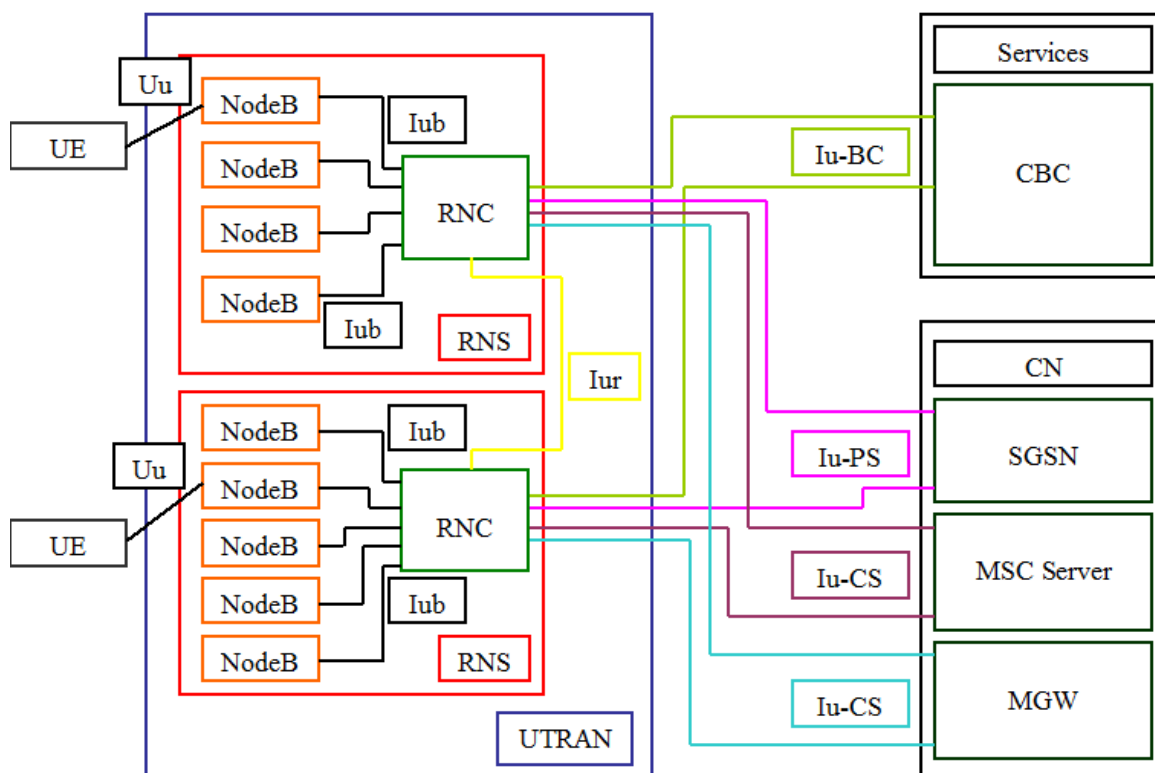 Services
Uu
NodeB
Iub
UE
Iu-BC
NodeB
CBC
RNC
NodeB
NodeB
Iub
RNS
Iur
CN
NodeB
Iub
Iu-PS
SGSN
Uu
NodeB
RNC
UE
NodeB
Iu-CS
MSC Server
NodeB
Iub
NodeB
RNS
Iu-CS
MGW
UTRAN